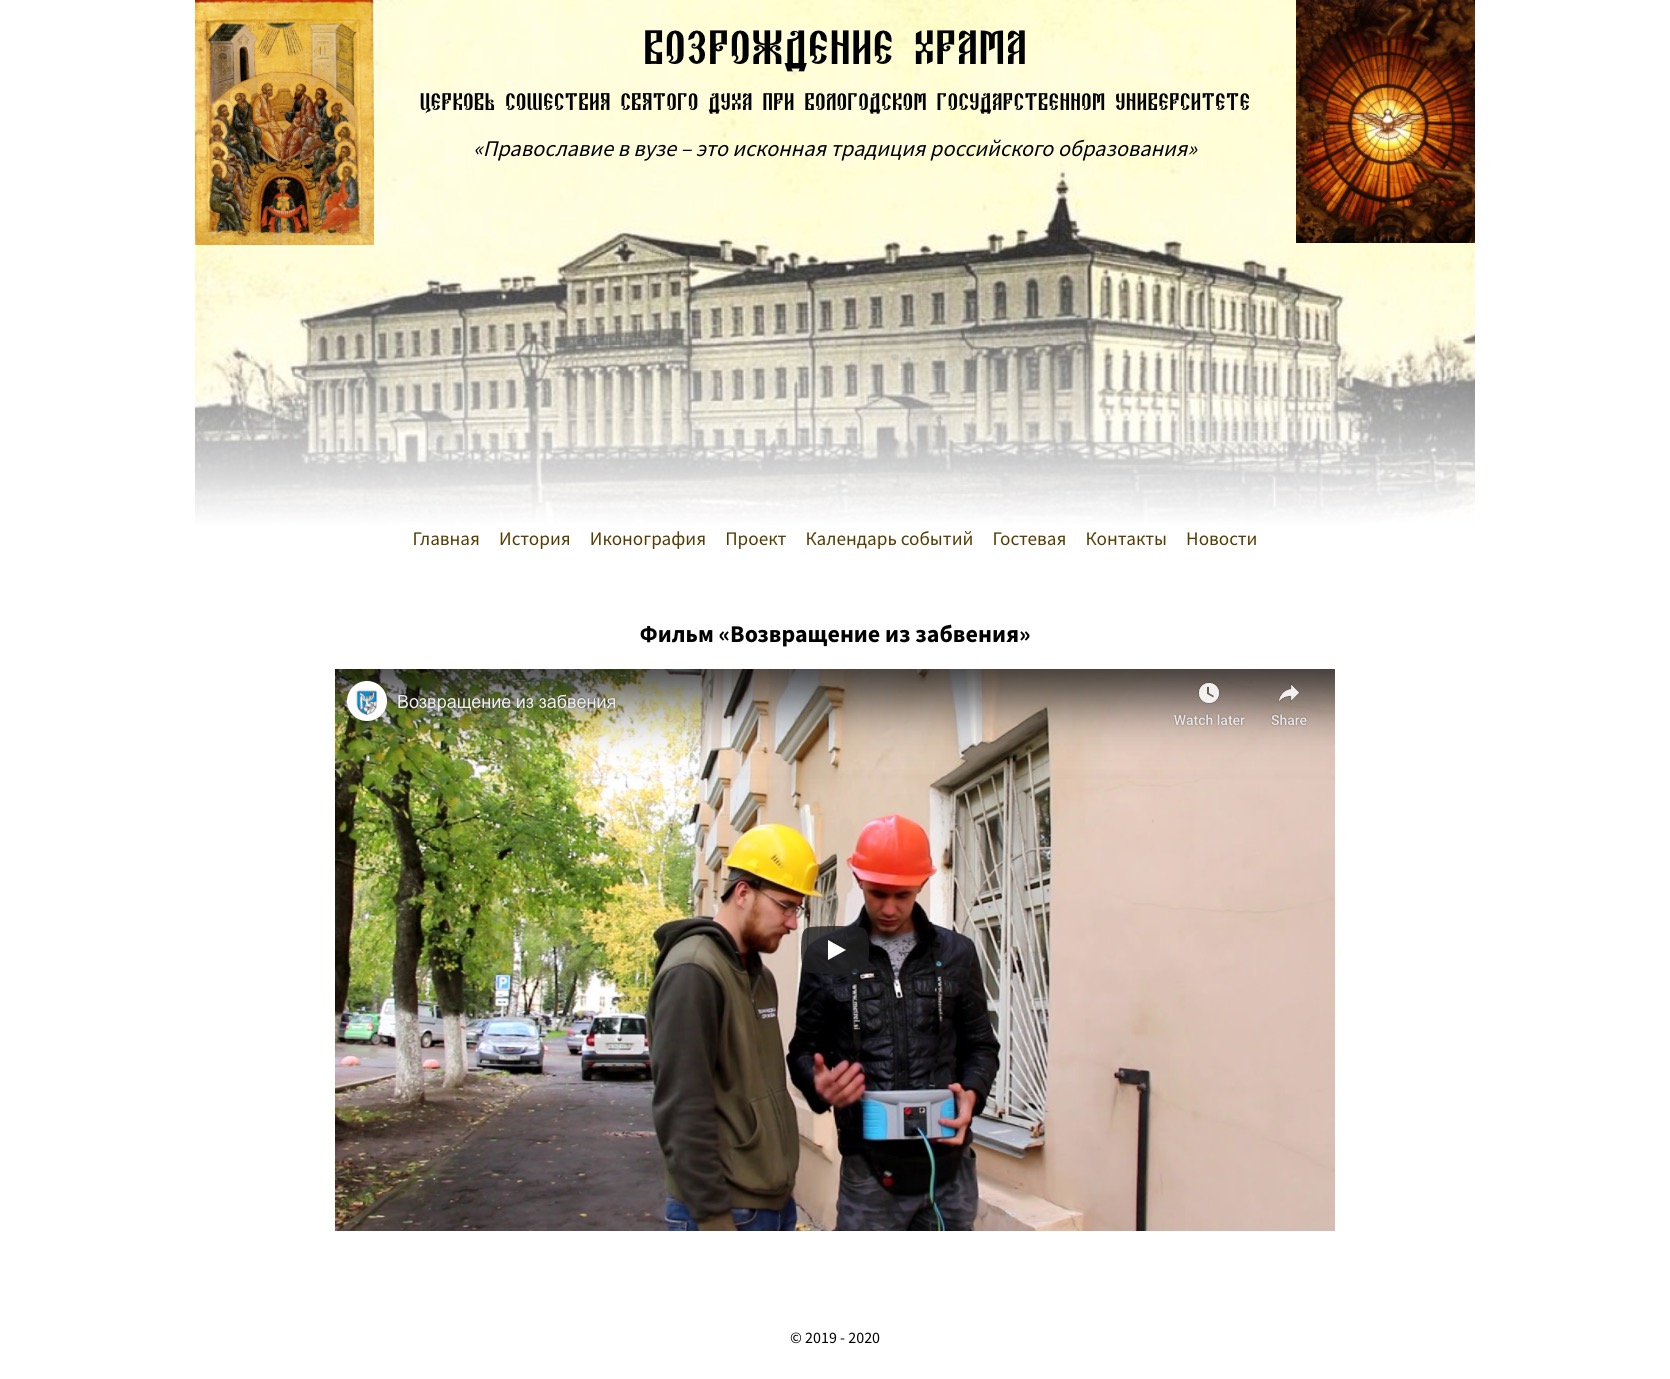 ВОЗРОЖДЕНИЕ ХРАМА
ЦЕРКОВЬ СОШЕСТВИЯ СВЯТОГО ДУХА ПРИ ВОЛОГОДСКОМ ГОСУДАРСТВЕННОМ УНИВЕРСИТЕТЕ
«Православие в вузе – это исконная традиция российского образования»
Главная История Иконография Проект Календарь событий Гостевая Контакты Новости
Фильм «Возвращение из забвения»
Возвращение из забвения
Watch later Share
P
© 2019 - 2020